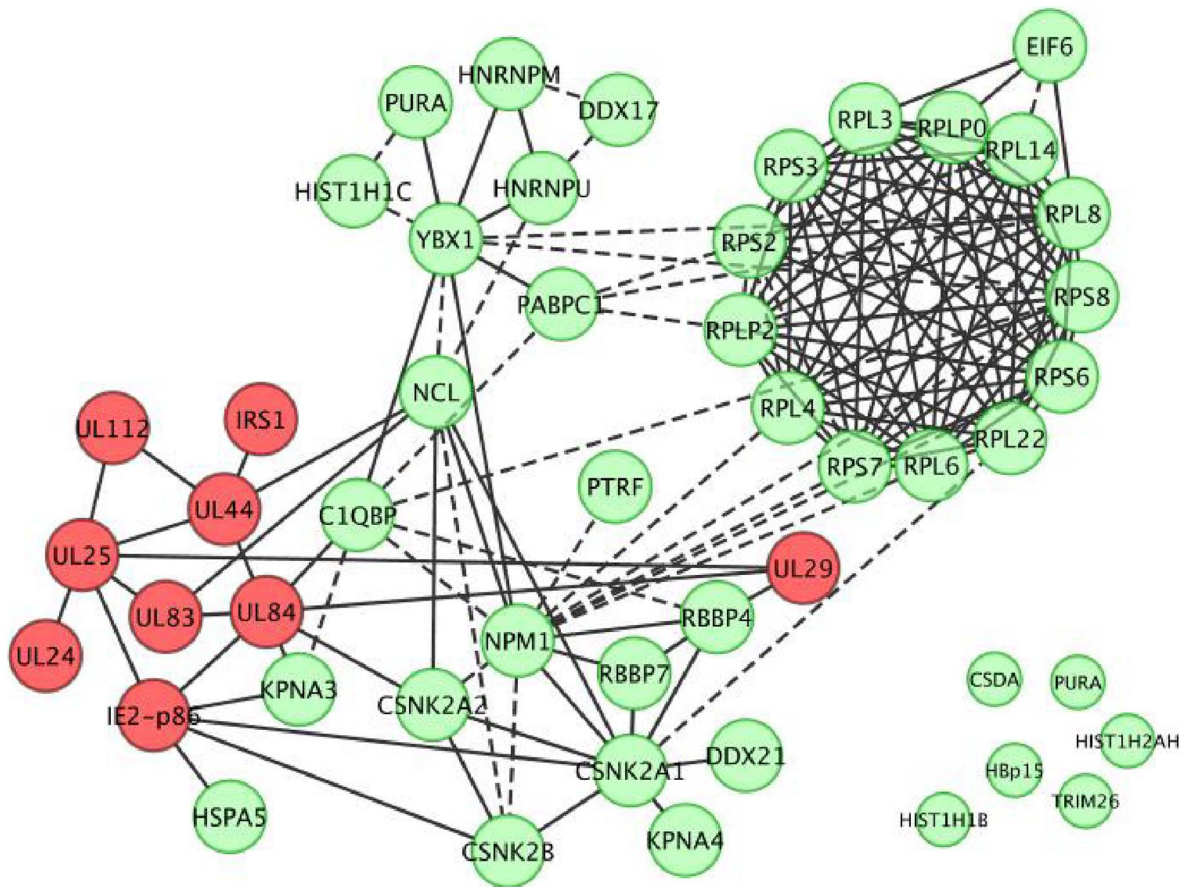 EIF6
HNRNPM
PURA
DDX17
RPL3
RPLP0
RPL14
RPS3
HIST1H1C
HNRNPU
RPL8
YBX1
RPS2
PABPC1
RPS8
RPLP2
RPS6
NCL
RPL4
IRS1
UL112
RPL22
RPS7
RPL6
PTRF
UL44
C1QBP
UL25
UL29
UL83
UL84
RBBP4
NPM1
UL24
RBBP7
CSDA
PURA
KPNA3
CSNK2A2
IE2-p86
HIST1H2AH
DDX21
CSNK2A1
HBp15
TRIM26
HSPA5
HIST1H1B
KPNA4
CSNK2B